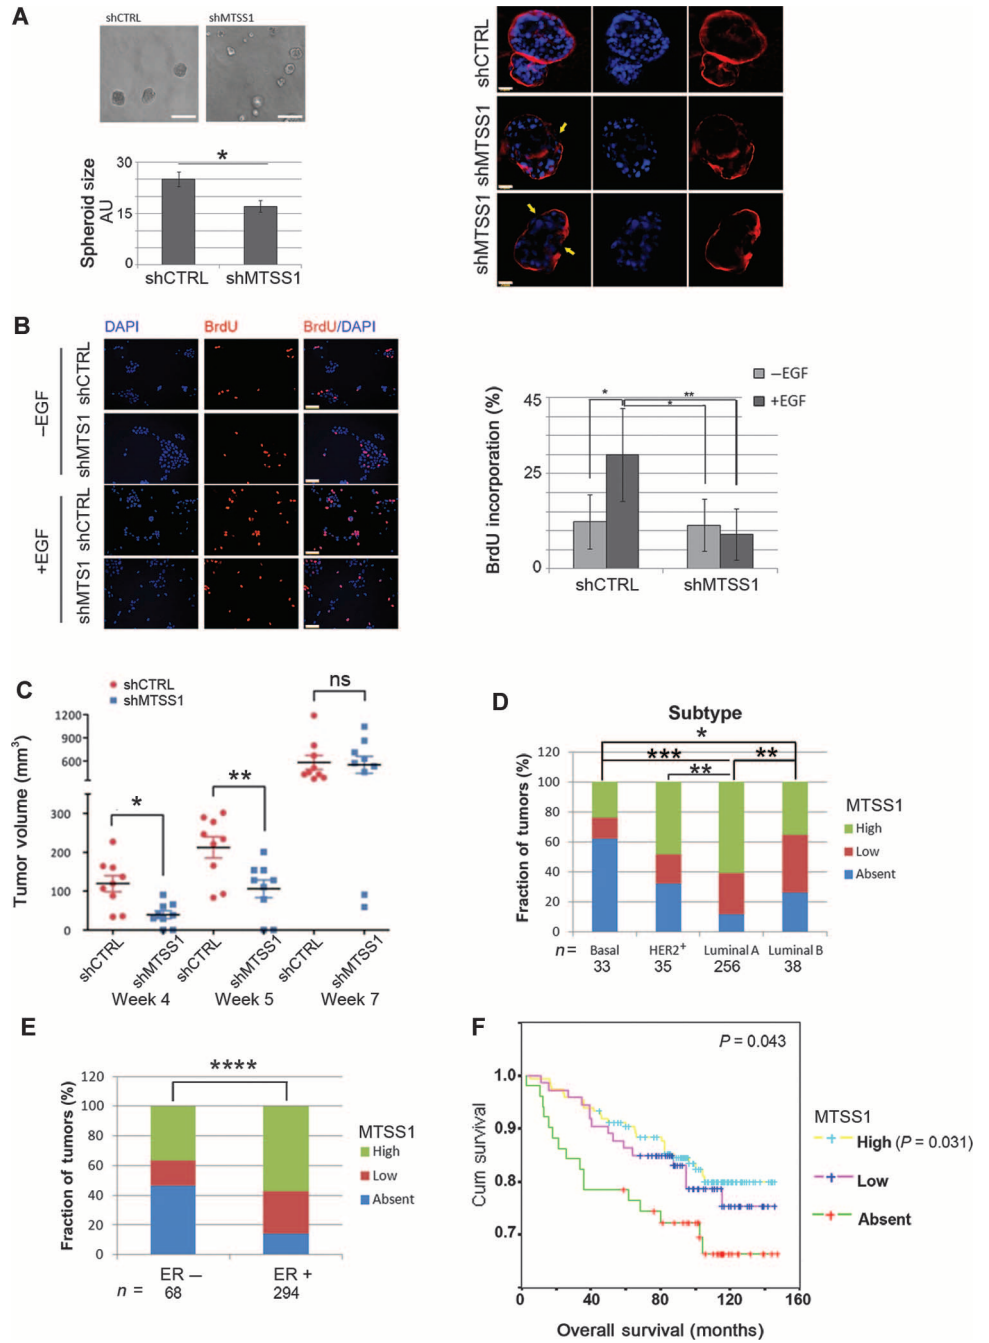 A
shCTRL
shMTSS1
30
*
15
0
Spheroid size
AU
shCTRL
shMTSS1
shCTRL
shMTSS1
shMTSS1
B
DAPI
BrdU
BrdU/DAPI
–EGF
shCTRL
shMTS1
+EGF
shCTRL
shMTS1
–EGF
+EGF
45
*
**
*
25
0
BrdU incorporation (%)
shCTRL
shMTSS1
C
shCTRL
shMTSS1
ns
1200
900
600
**
*
300
200
100
0
Tumor volume (mm3)
shCTRL
shMTSS1
shCTRL
shMTSS1
shCTRL
shMTSS1
Week 4
Week 5
Week 7
D
Subtype
*
120
***
**
**
100
80
60
40
20
0
Fraction of tumors (%)
MTSS1
High
Low
Absent
n = Basal HER2+ Luminal A Luminal B
33 35 256 38
E
****
120
100
80
60
40
20
0
Fraction of tumors (%)
MTSS1
High
Low
Absent
ER – ER +
n = 68 294
F
P = 0.043
1.0
0.9
0.8
0.7
Cum survival
MTSS1
High (P = 0.031)
Low
Absent
0 40 80 120 160
Overall survival (months)